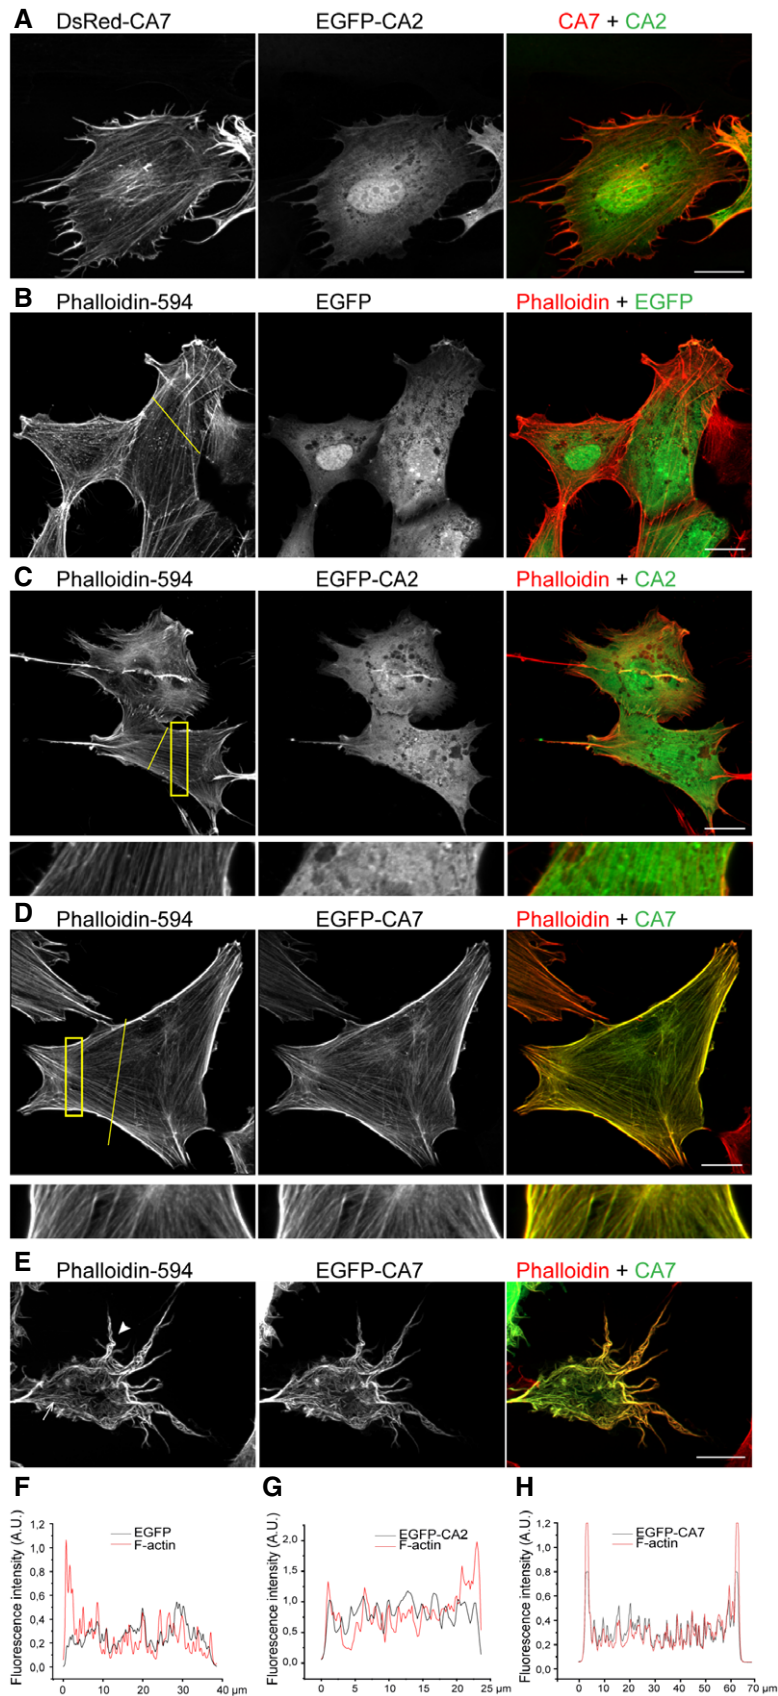 A
DsRed-CA7 EGFP-CA2 CA7 + CA2
B
Phalloidin-594 EGFP Phalloidin + EGFP
C
Phalloidin-594 EGFP-CA2 Phalloidin + CA2
D
Phalloidin-594 EGFP-CA7 Phalloidin + CA7
E
Phalloidin-594 EGFP-CA7 Phalloidin + CA7
F
Fluorescence intensity (A.U.)
EGFP
F-actin
1,2
1,0
0,8
0,6
0,4
0,2
0,0
0 10 20 30 40 µm
G
Fluorescence intensity (A.U.)
EGFP-CA2
F-actin
2.0
1.5
1.0
0.5
0.0
0 5 10 15 20 25 µm
H
Fluorescence intensity (A.U.)
EGFP-CA7
F-actin
1,2
1,0
0,8
0,6
0,4
0,2
0,0
0 10 20 30 40 50 60 70 µm